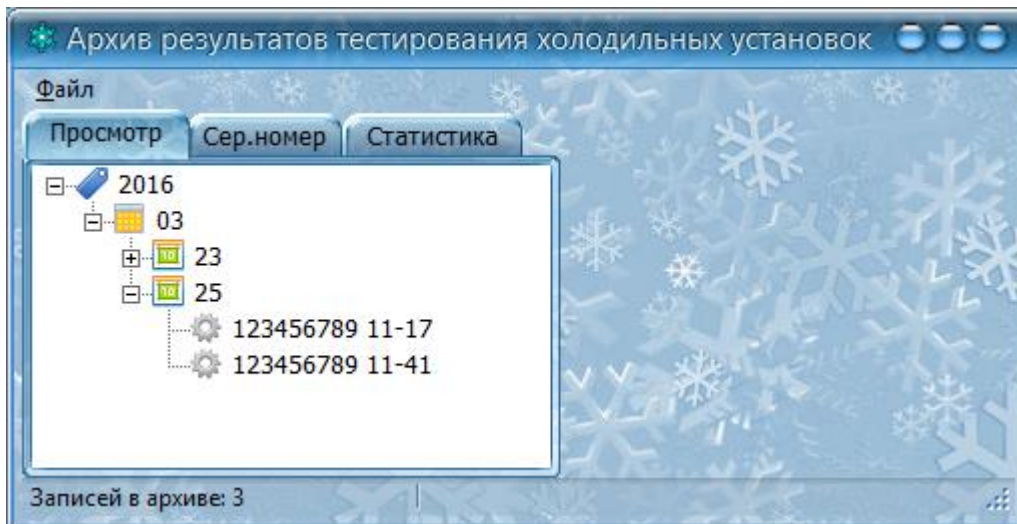 Архив результатов тестирования холодильных установок
Файл
Просмотр Сер.номер Статистика
2016
03
23
25
123456789 11-17
123456789 11-41
Записей в архиве: 3